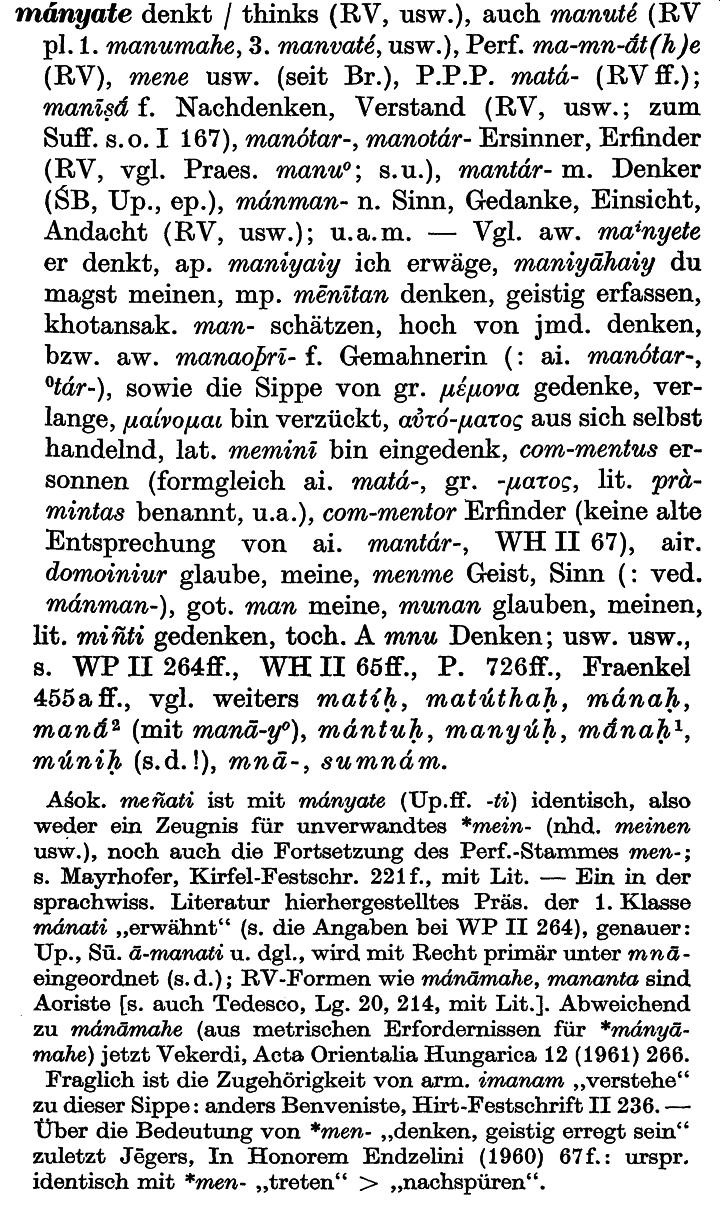 mányate denkt / thinks (RV, usw.), auch manuté (RV
pl. 1. manumahe, 3. manvaté, usw.), Perf. ma-mn-ā́t(h)e
(RV), mene usw. (seit Br.), P.P.P. matá- (RV ff.);
manīṣā́ f. Nachdenken, Verstand (RV, usw.; zum
Suff. s. o. I 167), manótar-, manotár- Ersinner, Erfinder
(RV, vgl. Praes. manuº; s.u.), mantár- m. Denker
(ŚB, Up., ep.), mánman- n. Sinn, Gedanke, Einsicht,
Andacht (RV, usw.); u.a.m. — Vgl. aw. maⁱnyete
er denkt, ap. maniyaiy ich erwäge, maniyāhaiy du
magst meinen, mp. mēnītan denken, geistig erfassen,
khotansak. man- schätzen, hoch von jmd. denken,
bzw. aw. manaoþrī- f. Gemahnerin (: ai. manótar-,
ºtár-), sowie die Sippe von gr. μέμονα gedenke, ver-
lange, μαίνομαι bin verzückt, αὐτό-ματος aus sich selbst
handelnd, lat. meminī bin eingedenk, com-mentus er-
sonnen (formgleich ai. matá-, gr. -ματος, lit. prà-
mintas benannt, u.a.), com-mentor Erfinder (keine alte
Entsprechung von ai. mantár-, WH II 67), air.
domoiniur glaube, meine, menme Geist, Sinn (: ved.
mánman-), got. man meine, munan glauben, meinen,
lit. miñti gedenken, toch. A mnu Denken; usw. usw.,
s. WP II 264ff., WH II 65ff., P. 726ff., Fraenkel
455a ff., vgl. weiters matíḥ, matúthaḥ, mánaḥ,
manā́² (mit manā-yº), mántuḥ, manyúḥ, mā́naḥ¹,
múniḥ (s.d.!), mnā-, sumnám.
Aśok. meñati ist mit mányate (Up.ff. -ti) identisch, also
weder ein Zeugnis für unverwandtes *mein- (nhd. meinen
usw.), noch auch die Fortsetzung des Perf.-Stammes men-;
s. Mayrhofer, Kirfel-Festschr. 221 f., mit Lit. — Ein in der
sprachwiss. Literatur hierhergestelltes Präs. der 1. Klasse
mánati „erwähnt“ (s. die Angaben bei WP II 264), genauer:
Up., Sū. ā-manati u. dgl., wird mit Recht primär unter mnā-
eingeordnet (s.d.); RV-Formen wie mánāmahe, mananta sind
Aoriste [s. auch Tedesco, Lg. 20, 214, mit Lit.]. Abweichend
zu mánāmahe (aus metrischen Erfordernissen für *mányā-
mahe) jetzt Vekerdi, Acta Orientalia Hungarica 12 (1961) 266.
Fraglich ist die Zugehörigkeit von arm. imanam „verstehe“
zu dieser Sippe: anders Benveniste, Hirt-Festschrift II 236. —
Über die Bedeutung von *men- „denken, geistig erregt sein“
zuletzt Jēgers, In Honorem Endzelini (1960) 67f.: urspr.
identisch mit *men- „treten“ > „nachspüren“.